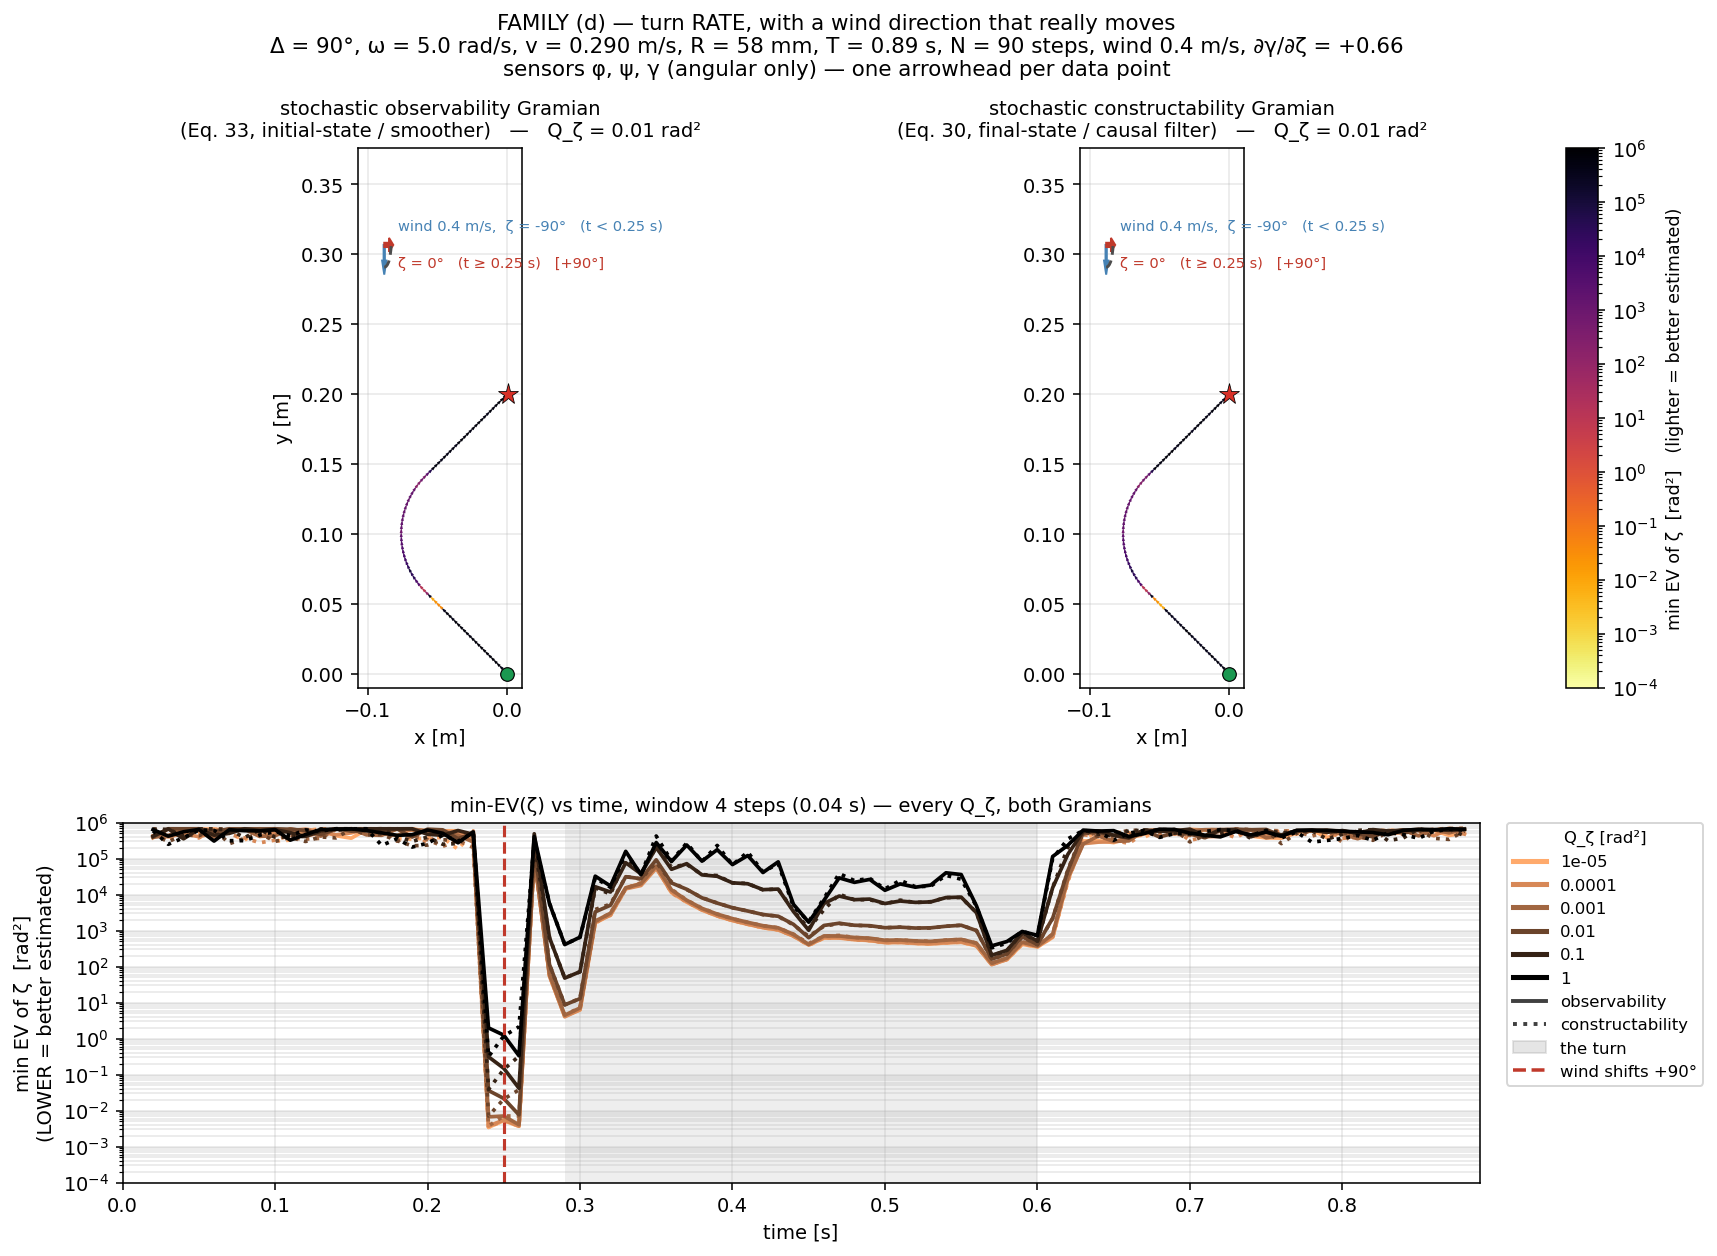 FAMILY (d) — turn RATE, with a wind direction that really moves
Δ = 90°, ω = 5.0 rad/s, v = 0.290 m/s, R = 58 mm, T = 0.89 s, N = 90 steps, wind 0.4 m/s, ∂γ/∂ζ = +0.66
sensors φ, ψ, γ (angular only) — one arrowhead per data point
stochastic observability Gramian
(Eq. 33, initial-state / smoother)   —   Q_ζ = 0.01 rad²
0.35
0.30
0.25
0.20
0.15
0.10
0.05
0.00
y [m]
wind 0.4 m/s,  ζ = -90°   (t < 0.25 s)
ζ = 0°   (t ≥ 0.25 s)   [+90°]
−0.1
0.0
x [m]
stochastic constructability Gramian
(Eq. 30, final-state / causal filter)   —   Q_ζ = 0.01 rad²
0.35
0.30
0.25
0.20
0.15
0.10
0.05
0.00
wind 0.4 m/s,  ζ = -90°   (t < 0.25 s)
ζ = 0°   (t ≥ 0.25 s)   [+90°]
−0.1
0.0
x [m]
10⁶
10⁵
10⁴
10³
10²
10¹
10⁰
10⁻¹
10⁻²
10⁻³
10⁻⁴
min EV of ζ  [rad²]   (lighter = better estimated)
min-EV(ζ) vs time, window 4 steps (0.04 s) — every Q_ζ, both Gramians
10⁶
10⁵
10⁴
10³
10²
10¹
10⁰
10⁻¹
10⁻²
10⁻³
10⁻⁴
min EV of ζ  [rad²]
(LOWER = better estimated)
0.0
0.1
0.2
0.3
0.4
0.5
0.6
0.7
0.8
time [s]
Q_ζ [rad²]
1e-05
0.0001
0.001
0.01
0.1
1
observability
constructability
the turn
wind shifts +90°